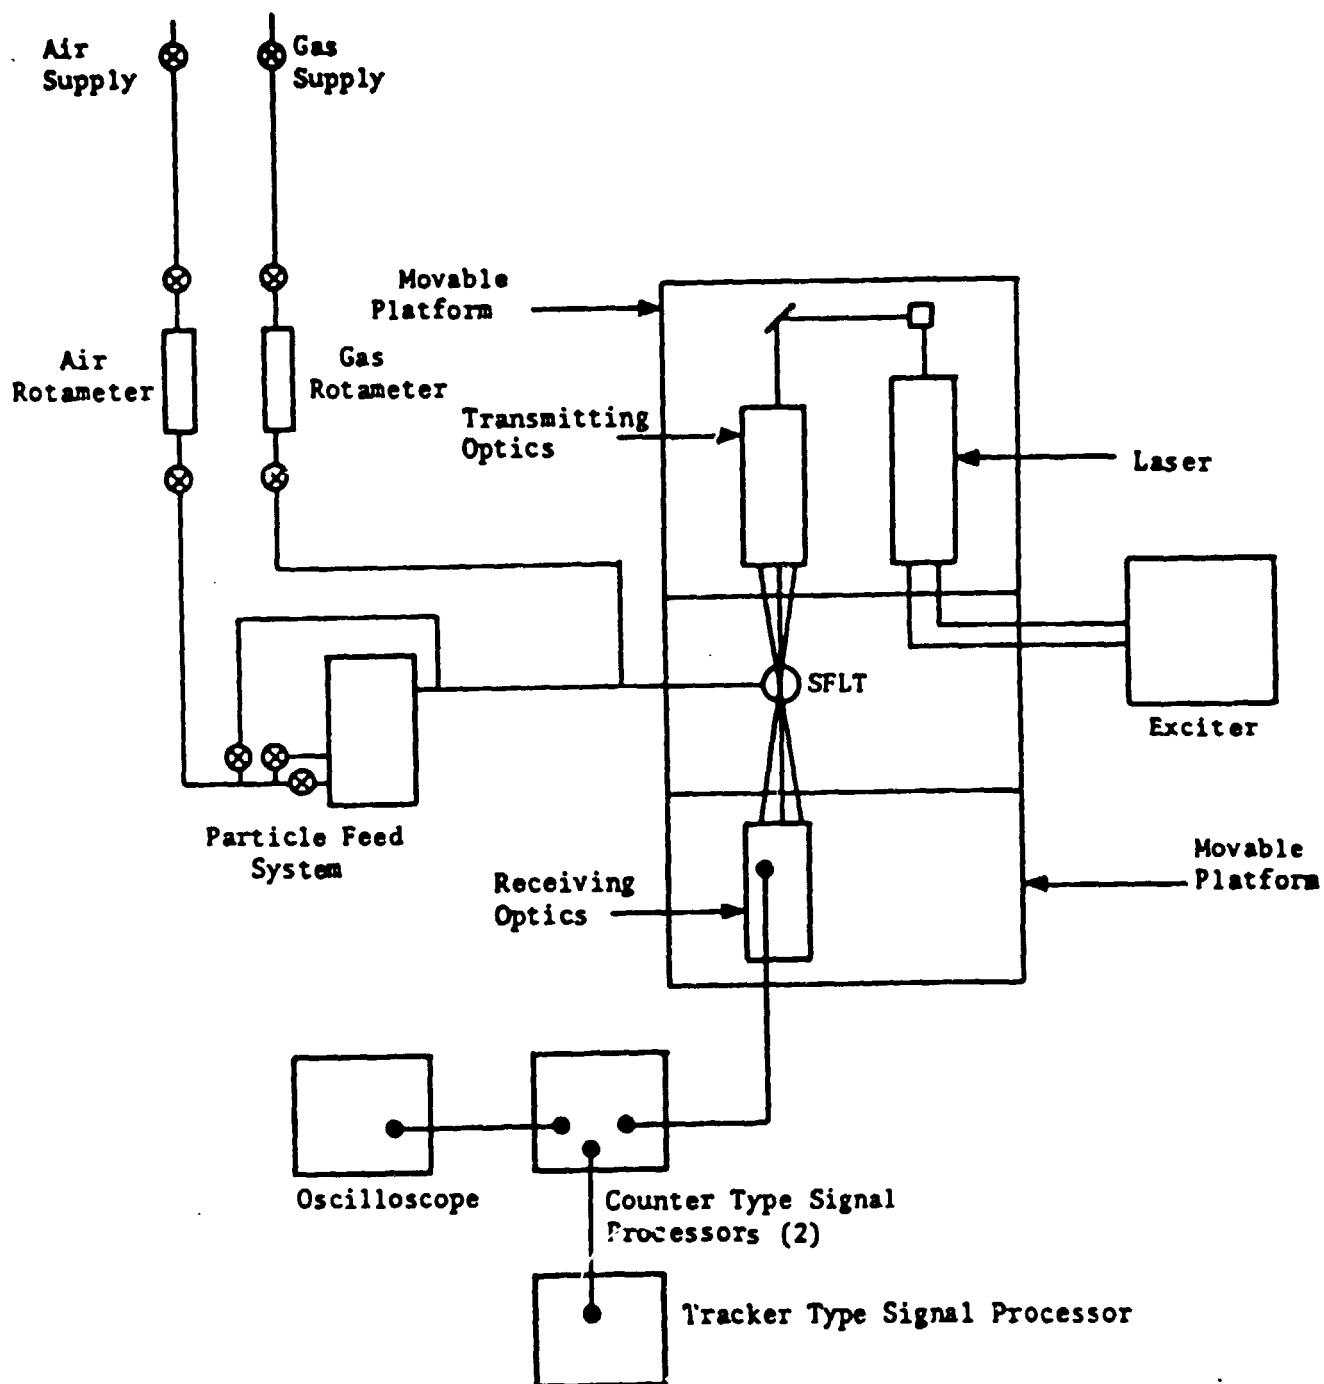 Air
Supply
Gas
Supply
Movable
Platform
Air
Rotameter
Gas
Rotameter
Transmitting
Optics
Laser
SFLT
Exciter
Particle Feed
System
Receiving
Optics
Movable
Platform
Oscilloscope
Counter Type Signal
Processors (2)
Tracker Type Signal Processor